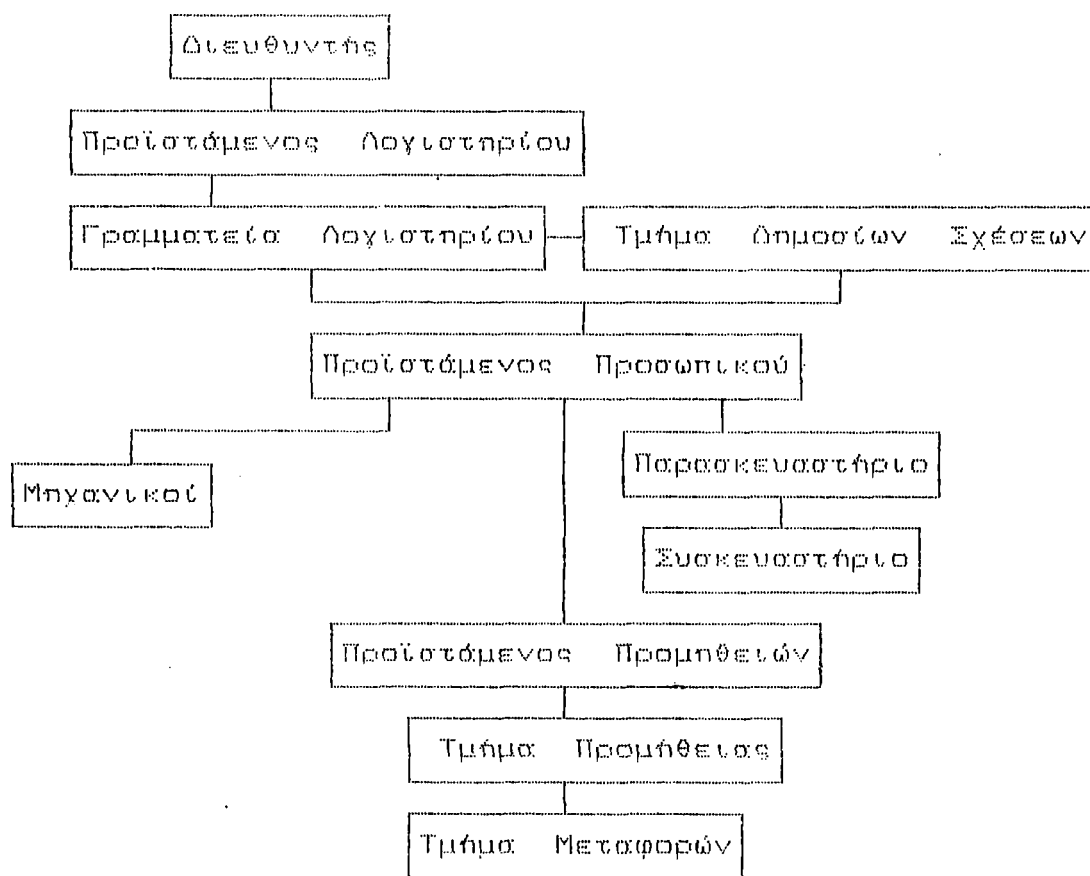 Διευθυντής
Προϊστάμενος Λογιστηρίου
Γραμματεία Λογιστηρίου
Τμήμα Δημοσίων Σχέσεων
Προϊστάμενος Προσωπικού
Παρασκευαστήριο
Μηχανικοί
Συσκευαστήριο
Προϊστάμενος Προμηθειών
Τμήμα Προμήθειας
Τμήμα Μεταφορών